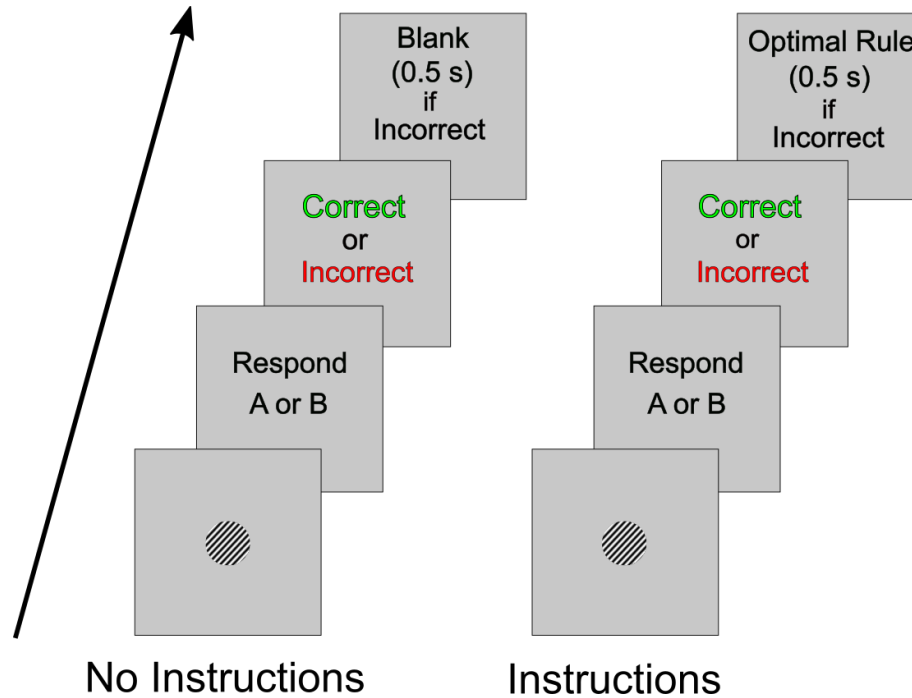 Blank
(0.5 s)
if
Incorrect
Correct
or
Incorrect
Respond
A or B
No Instructions
Optimal Rule
(0.5 s)
if
Incorrect
Correct
or
Incorrect
Respond
A or B
Instructions